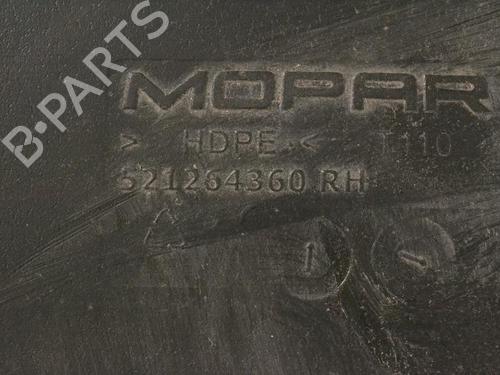 B·PARTS
MOPAR
> HDPE <
521264360 RH